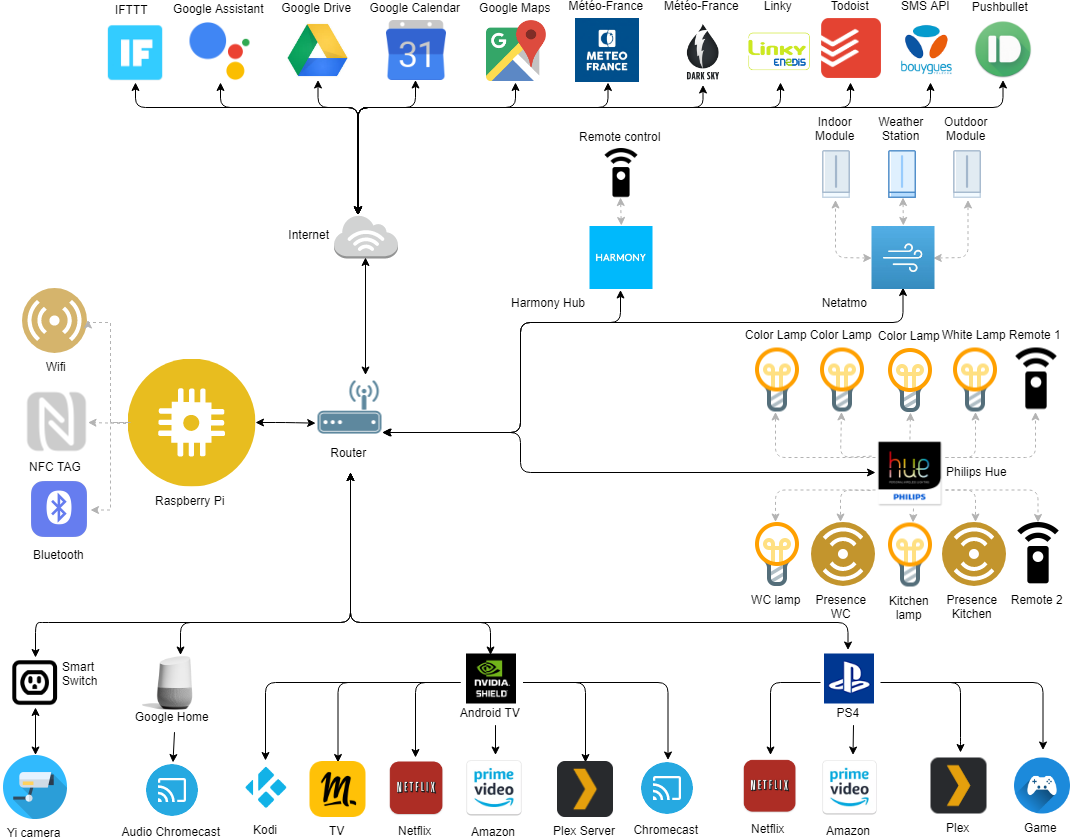 IFTTT
Google Assistant
Google Drive
Google Calendar
Google Maps
Météo-France
Météo-France
Linky
Todoist
SMS API
Pushbullet
IF
31
G
METEO
FRANCE
DARK SKY
Linky
ENEDIS
bouygues
Remote control
Indoor
Module
Weather
Station
Outdoor
Module
Internet
HARMONY
Harmony Hub
Netatmo
Wifi
Color Lamp
Color Lamp
Color Lamp
White Lamp
Remote 1
NFC TAG
Router
Raspberry Pi
hue
PHILIPS
Philips Hue
Bluetooth
WC lamp
Presence
WC
Kitchen
lamp
Presence
Kitchen
Remote 2
Smart
Switch
Google Home
NVIDIA.
SHIELD
Android TV
PS4
NETFLIX
prime
video
NETFLIX
prime
video
Yi camera
Audio Chromecast
Kodi
m.
TV
Netflix
Amazon
Plex Server
Chromecast
Netflix
Amazon
Plex
Game